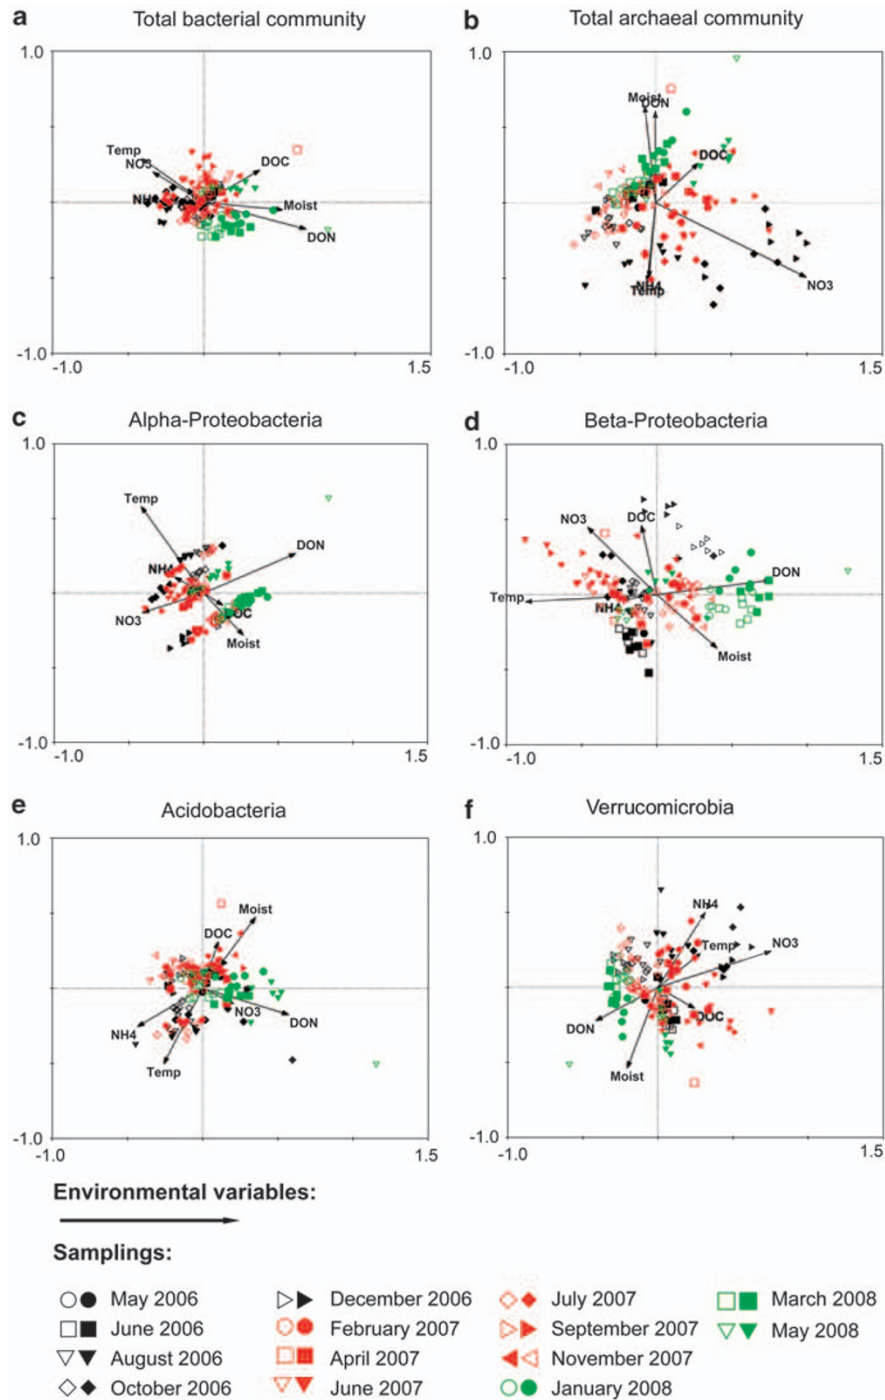 a Total bacterial community
b Total archaeal community
1.0
Temp
NO3
DOC
NH4
Moist
DON
-1.0
-1.0 1.5
1.0
Moist
DON
DOC
NH4
Temp
NO3
-1.0
-1.0 1.5
c Alpha-Proteobacteria
d Beta-Proteobacteria
1.0
Temp
DON
NH4
NO3
DOC
Moist
-1.0
-1.0 1.5
1.0
NO3
DOC
DON
Temp
NH4
Moist
-1.0
-1.0 1.5
e Acidobacteria
f Verrucomicrobia
1.0
Moist
DOC
NO3
DON
NH4
Temp
-1.0
-1.0 1.5
1.0
NH4
Temp
NO3
DOC
DON
Moist
-1.0
-1.0 1.5
Environmental variables:
Samplings:
May 2006 December 2006 July 2007 March 2008
June 2006 February 2007 September 2007 May 2008
August 2006 April 2007 November 2007
October 2006 June 2007 January 2008